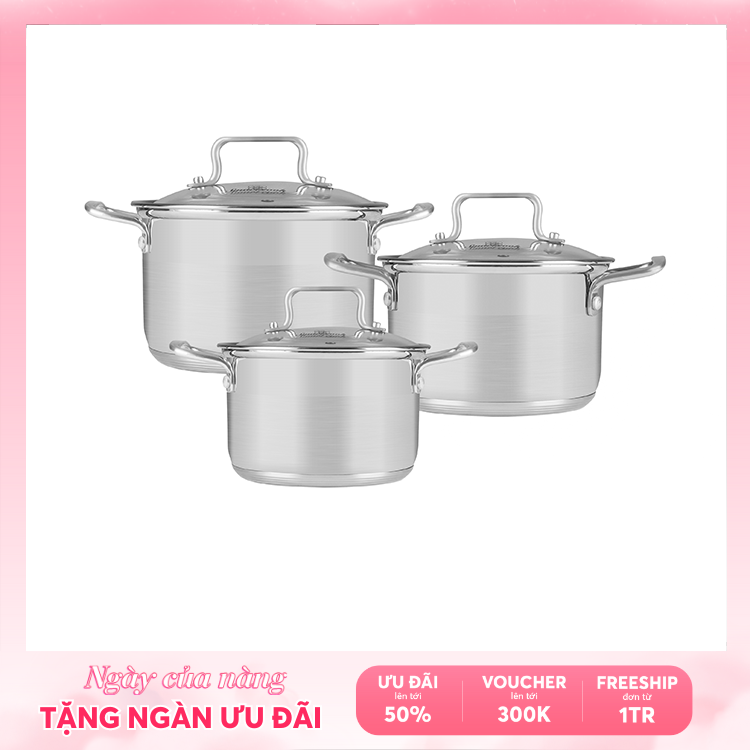 Ngày của nàng
TẶNG NGÀN ƯU ĐÃI
ƯU ĐÃI
lên tới
50%
VOUCHER
lên tới
300K
FREESHIP
đơn từ
1TR